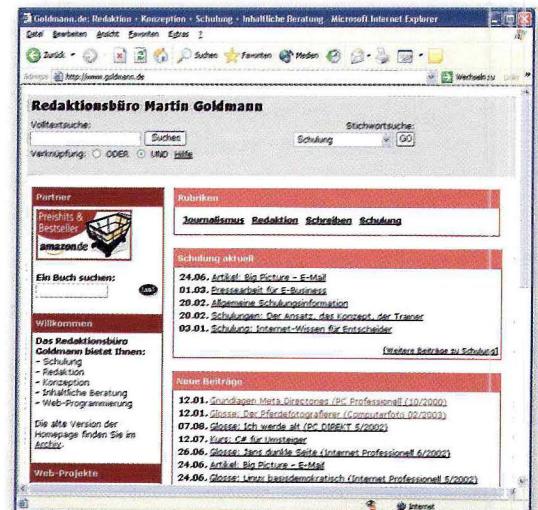 Goldmann.de: Redaktion + Konzeption + Schulung + Inhaltliche Beratung - Microsoft Internet Explorer
Datei Bearbeiten Ansicht Favoriten Extras ?
Zurück Suchen Favoriten Medien
Adresse http://www.goldmann.de Wechseln zu Links
Redaktionsbüro Martin Goldmann
Volltextsuche:
Suchen
Verknüpfung: ODER UND Hilfe
Stichwortsuche:
Schulung GO
Partner
Preishits &
Bestseller
amazon.de
Ein Buch suchen:
Willkommen
Das Redaktionsbüro
Goldmann bietet Ihnen:
- Schulung
- Redaktion
- Konzeption
- Inhaltliche Beratung
- Web-Programmierung
Die alte Version der
Homepage finden Sie im
Archiv.
Web-Projekte
Rubriken
Journalismus Redaktion Schreiben Schulung
Schulung aktuell
24.06. Artikel: Big Picture - E-Mail
01.03. Pressearbeit für E-Business
20.02. Allgemeine Schulungsinformation
20.02. Schulungen: Der Ansatz, das Konzept, der Trainer
03.01. Schulung: Internet-Wissen für Entscheider
[Weitere Beiträge zu Schulung]
Neue Beiträge
12.01. Grundlagen Meta Directories (PC Professionell (10/2000)
12.01. Glosse: Der Pferdefotografierer (Computerfoto 02/2003)
07.08. Glosse: Ich werde alt (PC DIREKT 5/2002)
12.07. Kurs: C# für Umsteiger
26.06. Glosse: Jans dunkle Seite (Internet Professionell 6/2002)
24.06. Artikel: Big Picture - E-Mail
24.06. Glosse: Linux basisdemokratisch (Internet Professionell 5/2002)
Internet